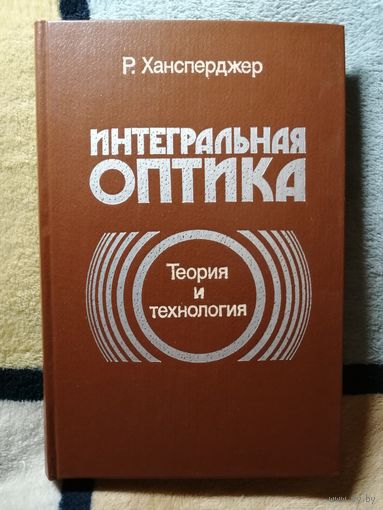 Р. Хансперджер
ИНТЕГРАЛЬНАЯ
ОПТИКА
Теория
и
технология